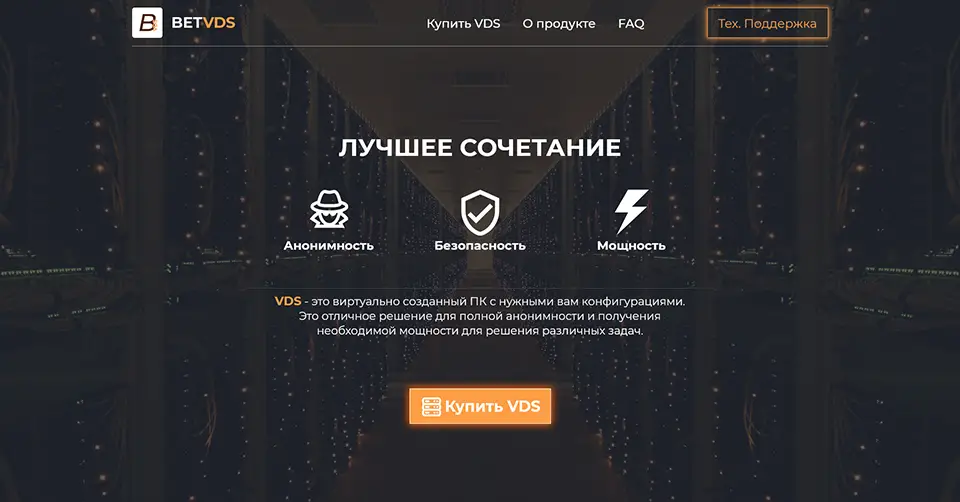 B
BETVDS
Купить VDS
О продукте
FAQ
Тех. Поддержка
ЛУЧШЕЕ СОЧЕТАНИЕ
Анонимность
Безопасность
Мощность
VDS - это виртуально созданный ПК с нужными вам конфигурациями.
Это отличное решение для полной анонимности и получения
необходимой мощности для решения различных задач.
Купить VDS